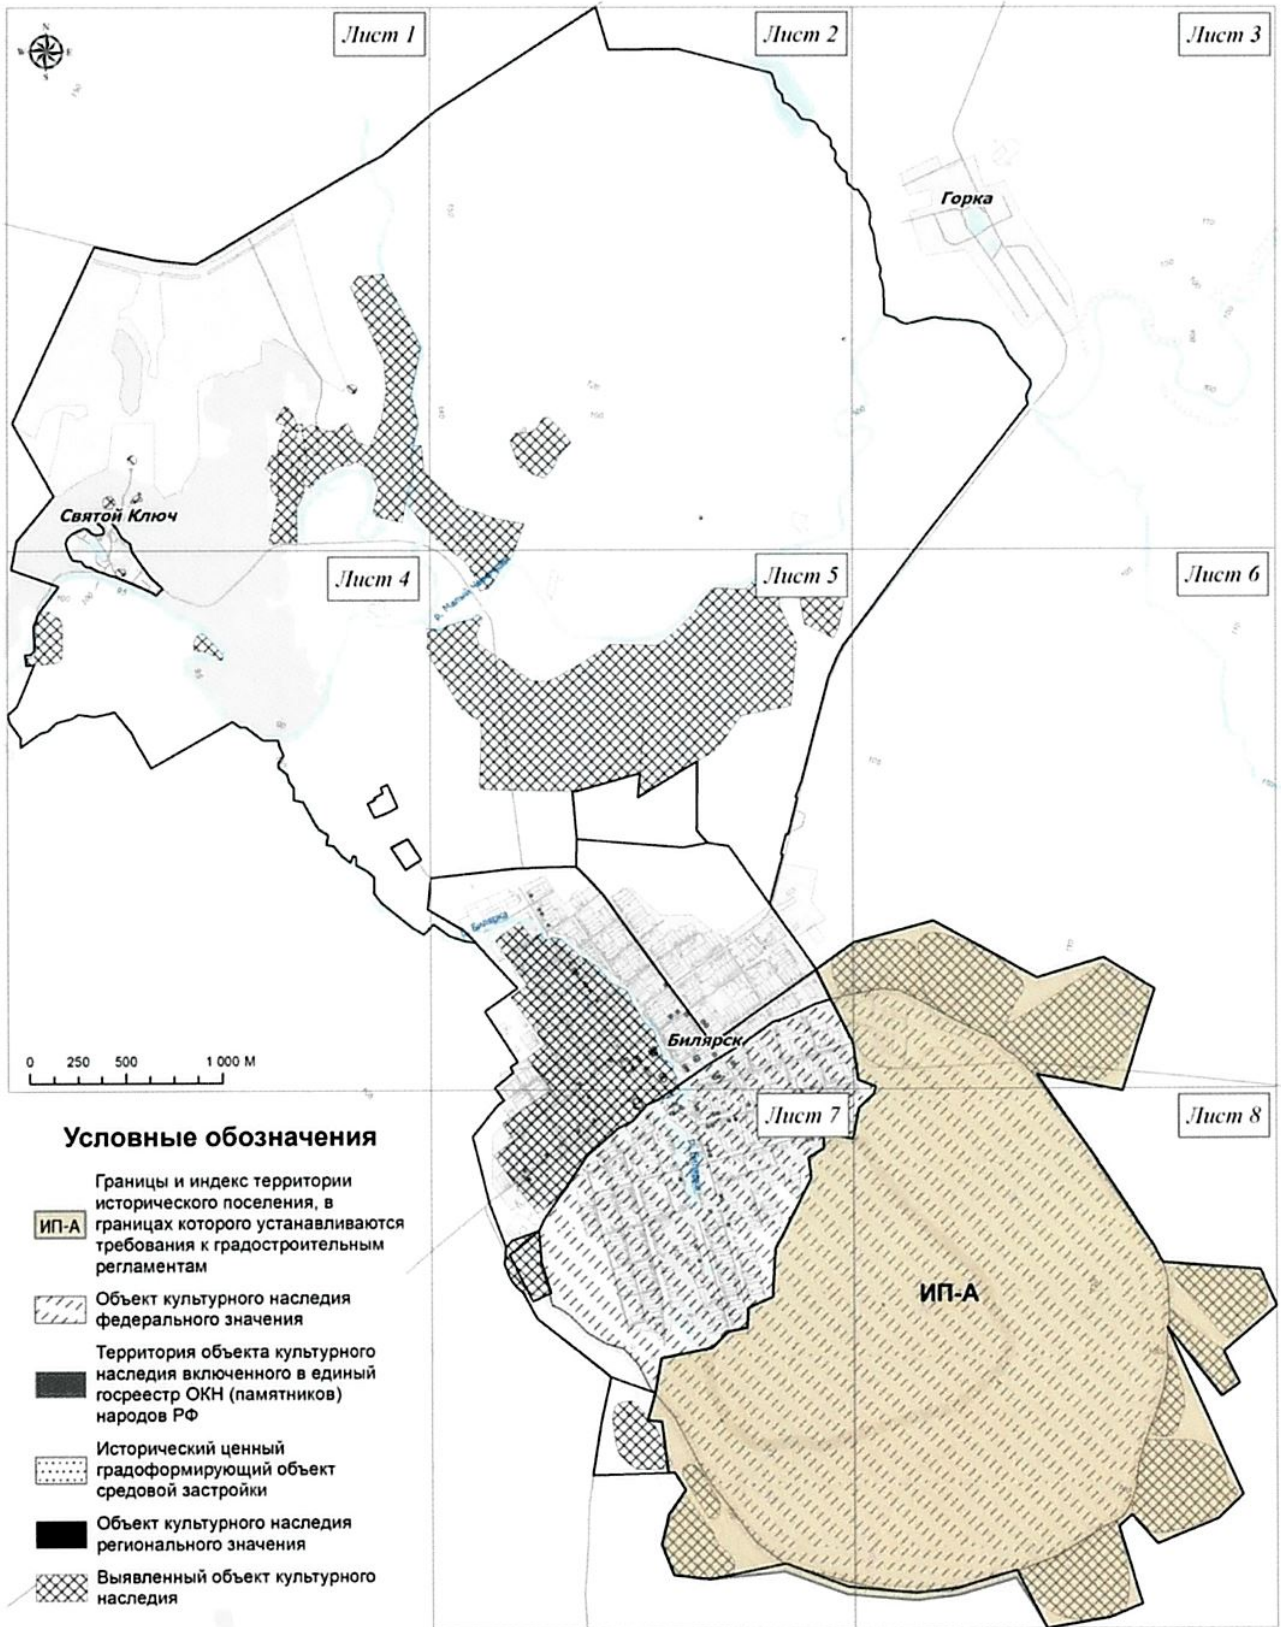 N
W E
S
Лист 1
Лист 2
Лист 3
Горка
Святой Ключ
Лист 4
Лист 5
Лист 6
р. Малый
Билярка
Билярск
0 250 500 1 000 М
Лист 7
Лист 8
ИП-А
Условные обозначения
ИП-А
Границы и индекс территории
исторического поселения, в
границах которого устанавливаются
требования к градостроительным
регламентам
Объект культурного наследия
федерального значения
Территория объекта культурного
наследия включенного в единый
госреестр ОКН (памятников)
народов РФ
Исторический ценный
градоформирующий объект
средовой застройки
Объект культурного наследия
регионального значения
Выявленный объект культурного
наследия